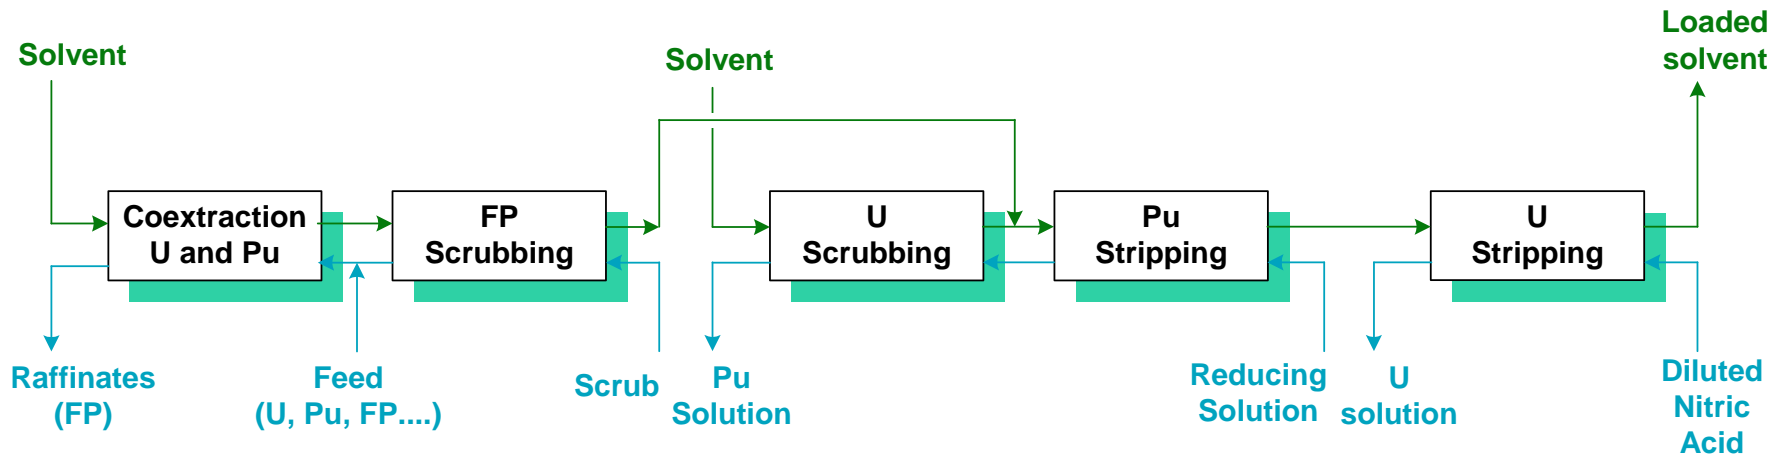 Solvent
Solvent
Loaded
solvent
Coextraction
U and Pu
FP
Scrubbing
U
Scrubbing
Pu
Stripping
U
Stripping
Raffinates
(FP)
Feed
(U, Pu, FP....)
Scrub
Pu
Solution
Reducing
Solution
U
solution
Diluted
Nitric
Acid